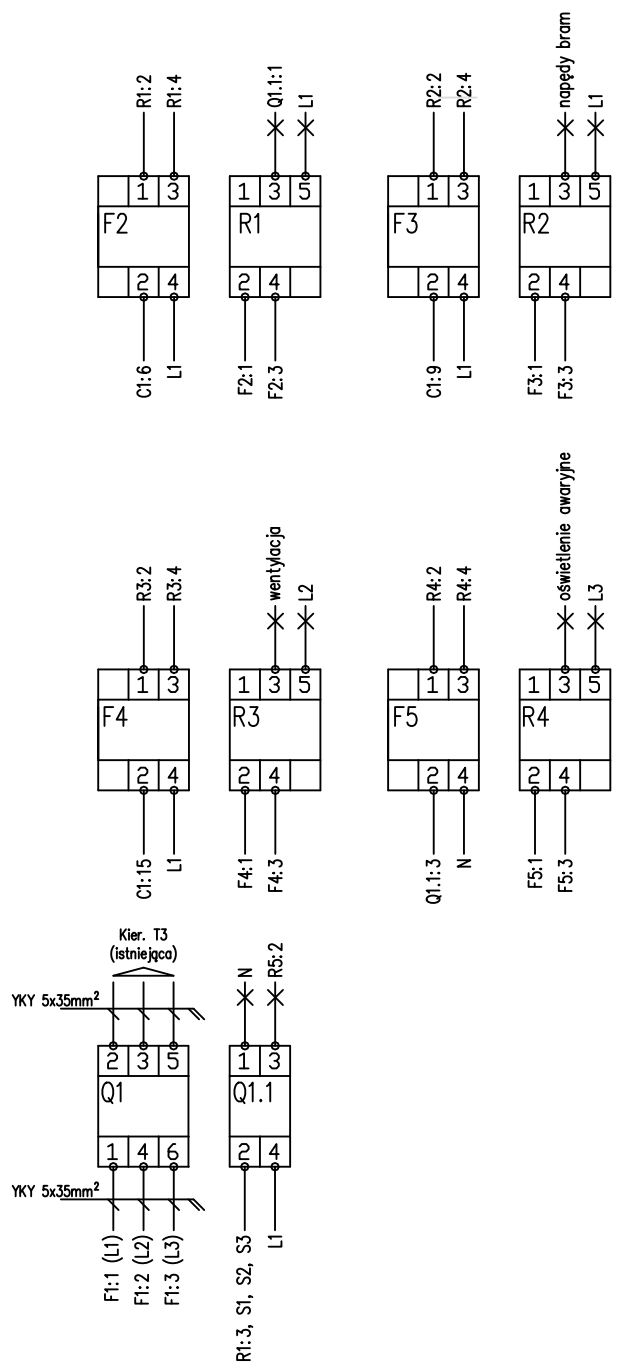 R1:2
R1:4
Q1.1:1
L1
R2:2
R2:4
napędy bram
L1
1 3
F2
2 4
1 3 5
R1
2 4
1 3
F3
2 4
1 3 5
R2
2 4
C1:6
L1
F2:1
F2:3
C1:9
L1
F3:1
F3:3
R3:2
R3:4
wentylacja
L2
R4:2
R4:4
oświetlenie awaryjne
L3
1 3
F4
2 4
1 3 5
R3
2 4
1 3
F5
2 4
1 3 5
R4
2 4
C1:15
L1
F4:1
F4:3
Q1.1:3
N
F5:1
F5:3
Kier. T3
(istniejąca)
YKY 5x35mm²
N
R5:2
2 3 5
Q1
1 4 6
1 3
Q1.1
2 4
YKY 5x35mm²
F1:1 (L1)
F1:2 (L2)
F1:3 (L3)
R1:3, S1, S2, S3
L1